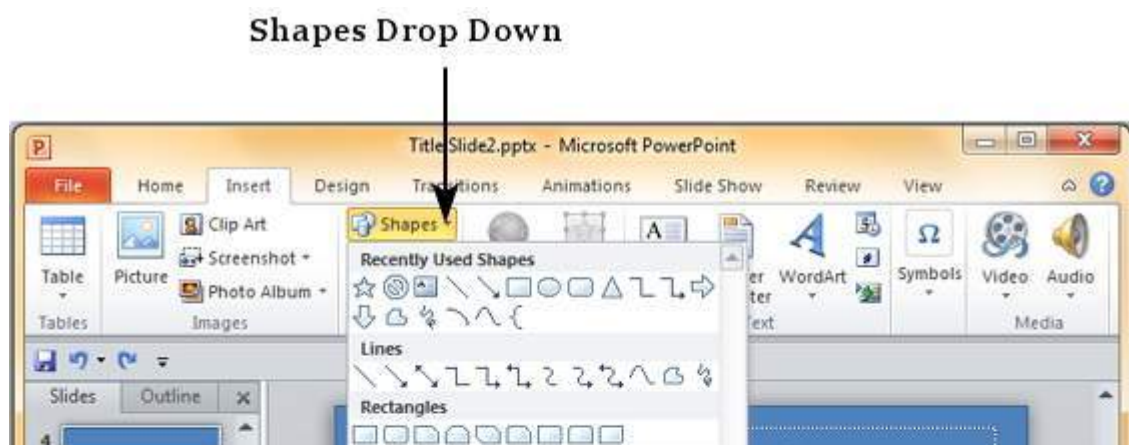 Shapes Drop Down
Title Slide2.pptx - Microsoft PowerPoint
File Home Insert Design Transitions Animations Slide Show Review View
Clip Art
Shapes
A
Screenshot
Table Picture WordArt Symbols Video Audio
Photo Album
Tables Images Media
Recently Used Shapes
Lines
Slides Outline
Rectangles
4